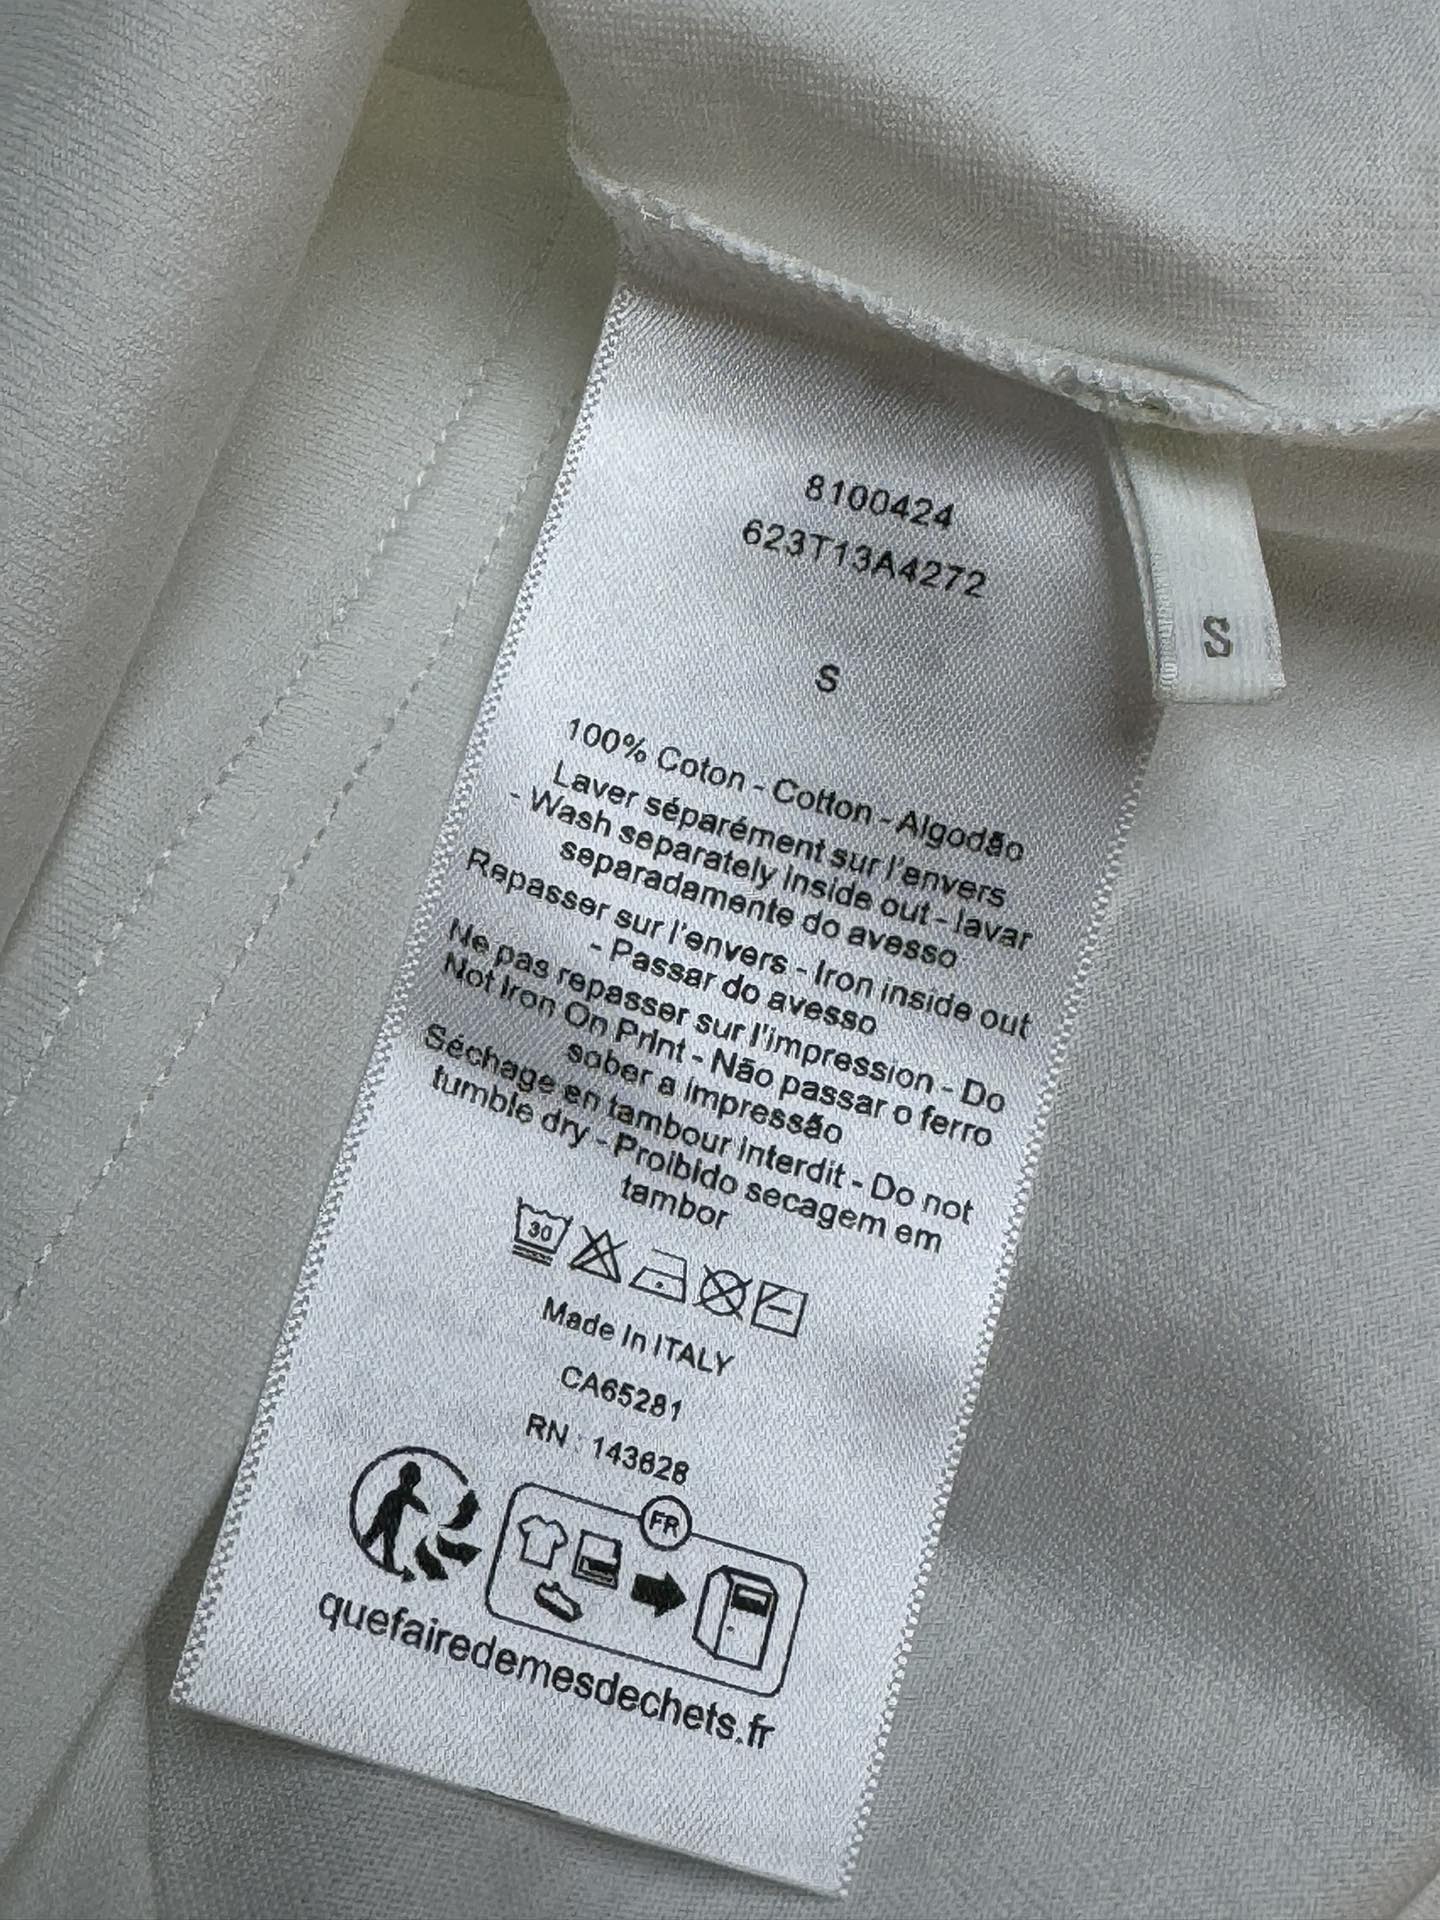 8100424
623T13A4272
S
S
100% Coton - Cotton - Algodão
Laver séparément sur l'envers
- Wash separately inside out - lavar
separadamente do avesso
Repasser sur l'envers - Iron inside out
- Passar do avesso
Ne pas repasser sur l'impression - Do
Not Iron On Print - Não passar o ferro
sober a impressão
Séchage en tambour interdit - Do not
tumble dry - Proibido secagem em
tambor
30
Made in ITALY
CA65281
RN : 143628
FR
quefairedemesdechets.fr